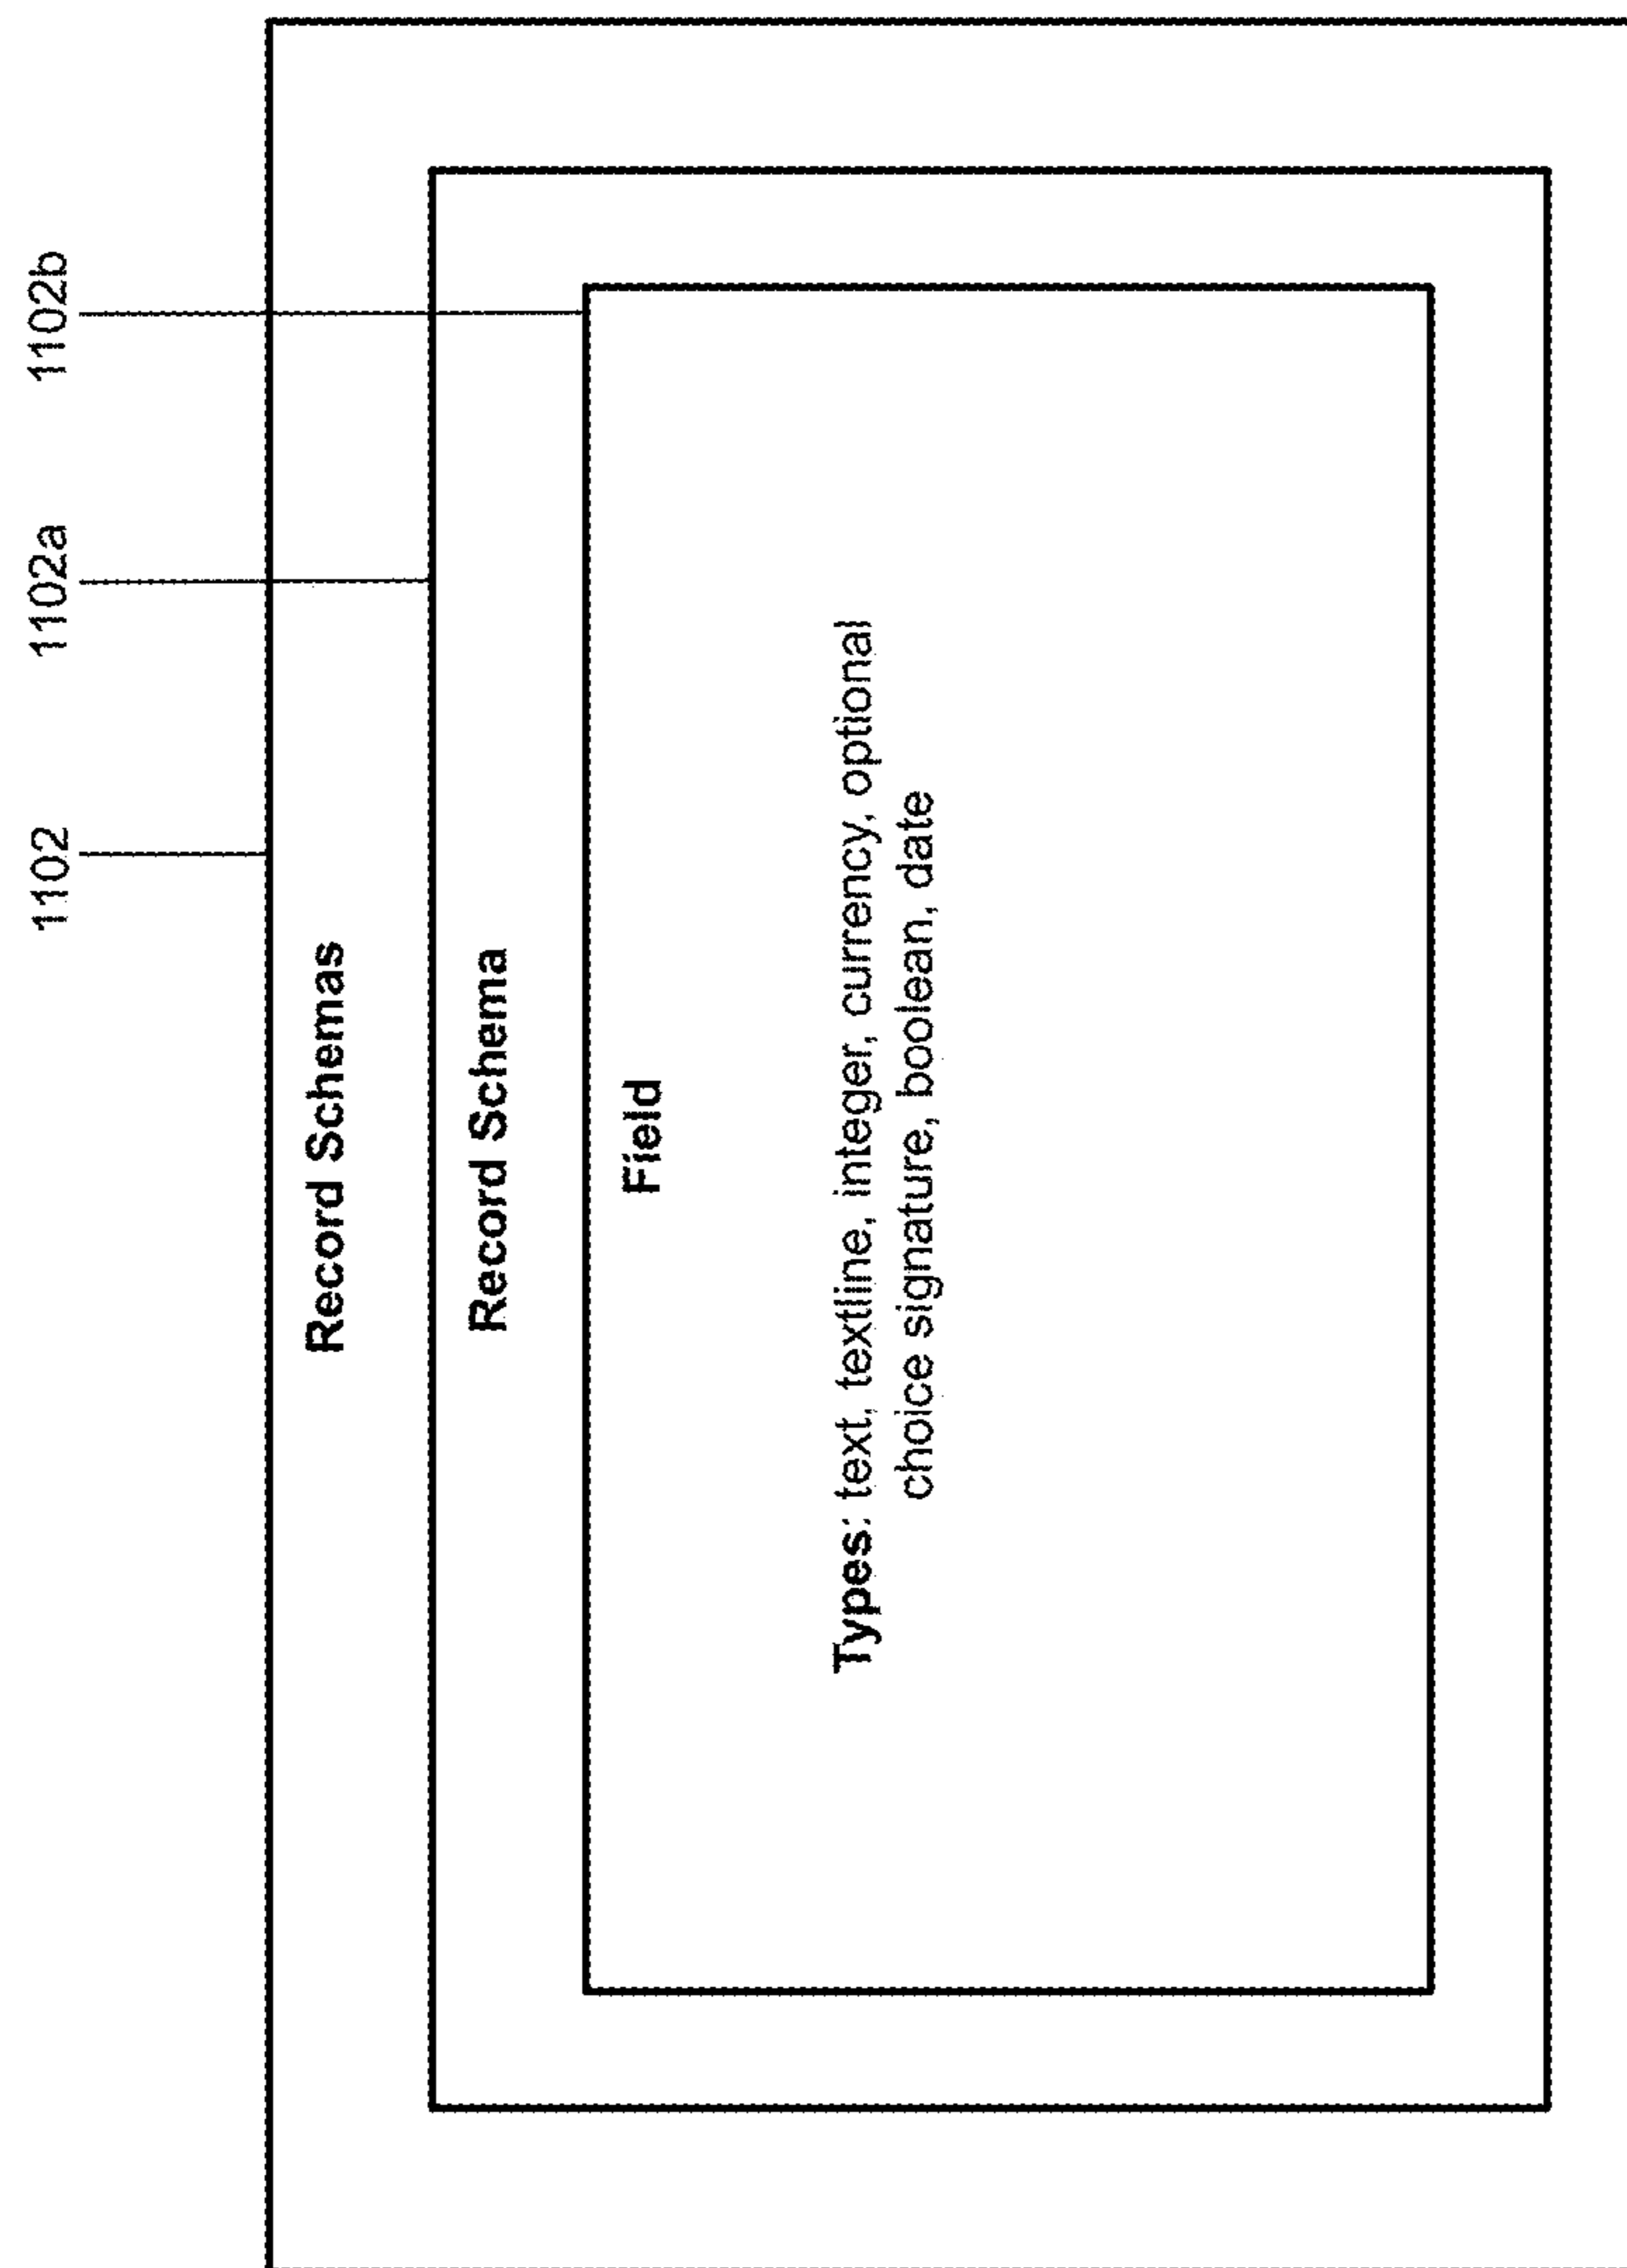 1102
1102a
1102b
Record Schemas
Record Schema
Field
Types: text, textline, integer, currency, optional
choice signature, boolean, date